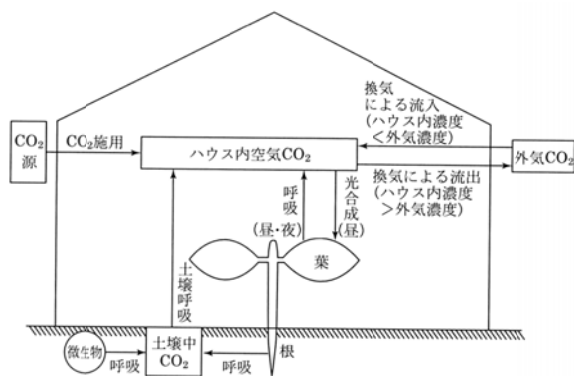 換気
による流入
(ハウス内濃度
<外気濃度)
CO2
源
CO2施用
ハウス内空気CO2
外気CO2
換気による流出
(ハウス内濃度
>外気濃度)
呼吸
(昼・夜)
光合成
(昼)
葉
土壌呼吸
微生物
呼吸
土壌中
CO2
呼吸
根